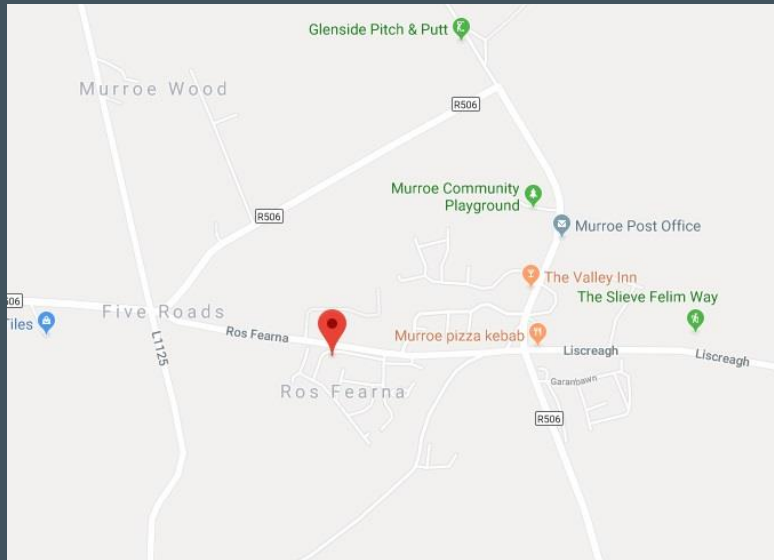 Glenside Pitch & Putt
Murroe Wood
R506
Murroe Community
Playground
R506
Murroe Post Office
The Valley Inn
The Slieve Felim Way
506
Five Roads
Tiles
Ros Fearna
L1125
Murroe pizza kebab
Liscreagh
Liscreagh
Garanbawn
Ros Fearna
R506